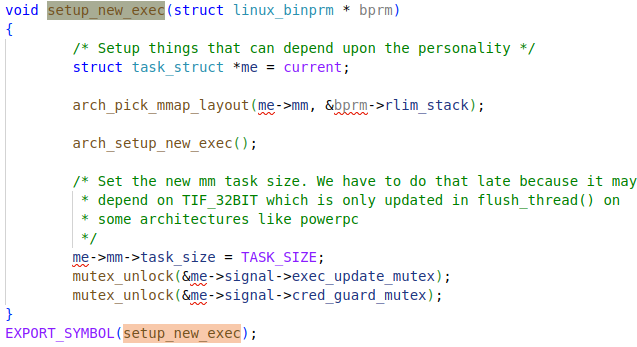 void setup_new_exec(struct linux_binprm * bprm)
{
/* Setup things that can depend upon the personality */
struct task_struct *me = current;
arch_pick_mmap_layout(me->mm, &bprm->rlim_stack);
arch_setup_new_exec();
/* Set the new mm task size. We have to do that late because it may
* depend on TIF_32BIT which is only updated in flush_thread() on
* some architectures like powerpc
*/
me->mm->task_size = TASK_SIZE;
mutex_unlock(&me->signal->exec_update_mutex);
mutex_unlock(&me->signal->cred_guard_mutex);
}
EXPORT_SYMBOL(setup_new_exec);